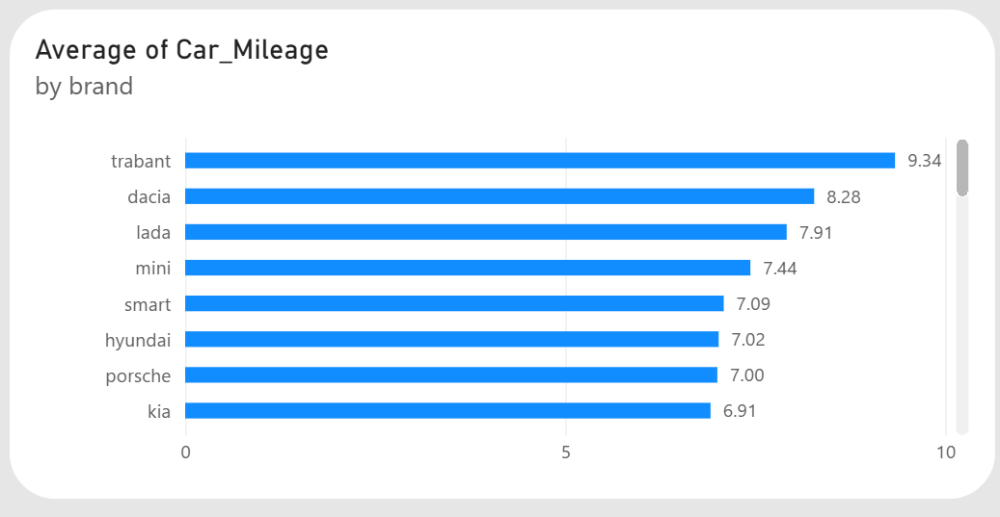 Average of Car_Mileage
by brand
trabant 9.34
dacia 8.28
lada 7.91
mini 7.44
smart 7.09
hyundai 7.02
porsche 7.00
kia 6.91
0 5 10